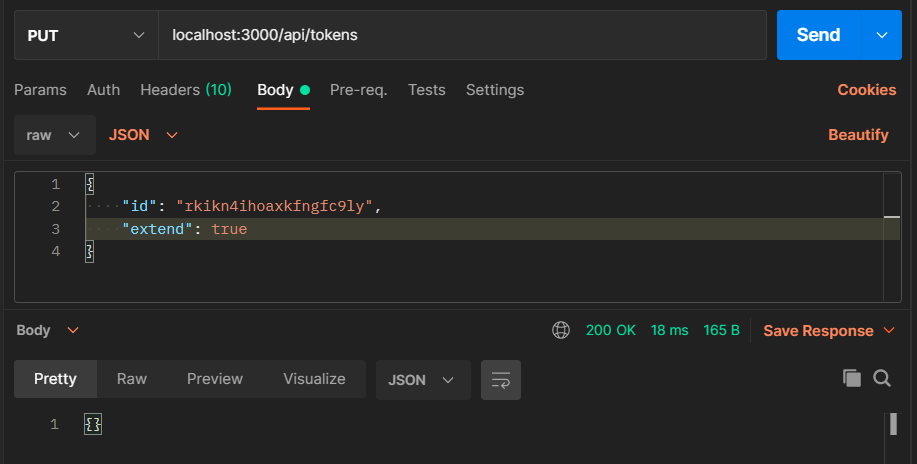 PUT localhost:3000/api/tokens Send
Params Auth Headers (10) Body Pre-req. Tests Settings Cookies
raw JSON Beautify
1 {
2 "id": "rkikn4ihoaxkfngfc9ly",
3 "extend": true
4 }
Body 200 OK 18 ms 165 B Save Response
Pretty Raw Preview Visualize JSON
1 {}